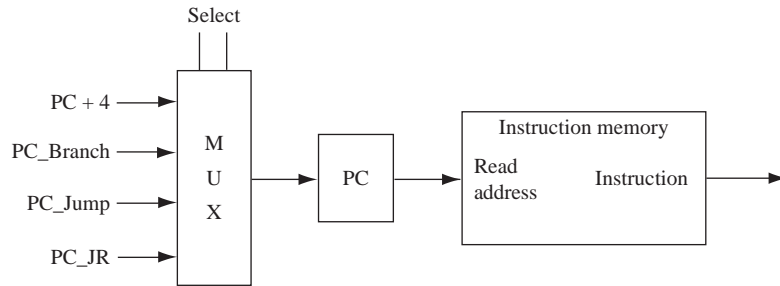 Select
PC + 4
PC_Branch
PC_Jump
PC_JR
M
U
X
PC
Instruction memory
Read
address
Instruction